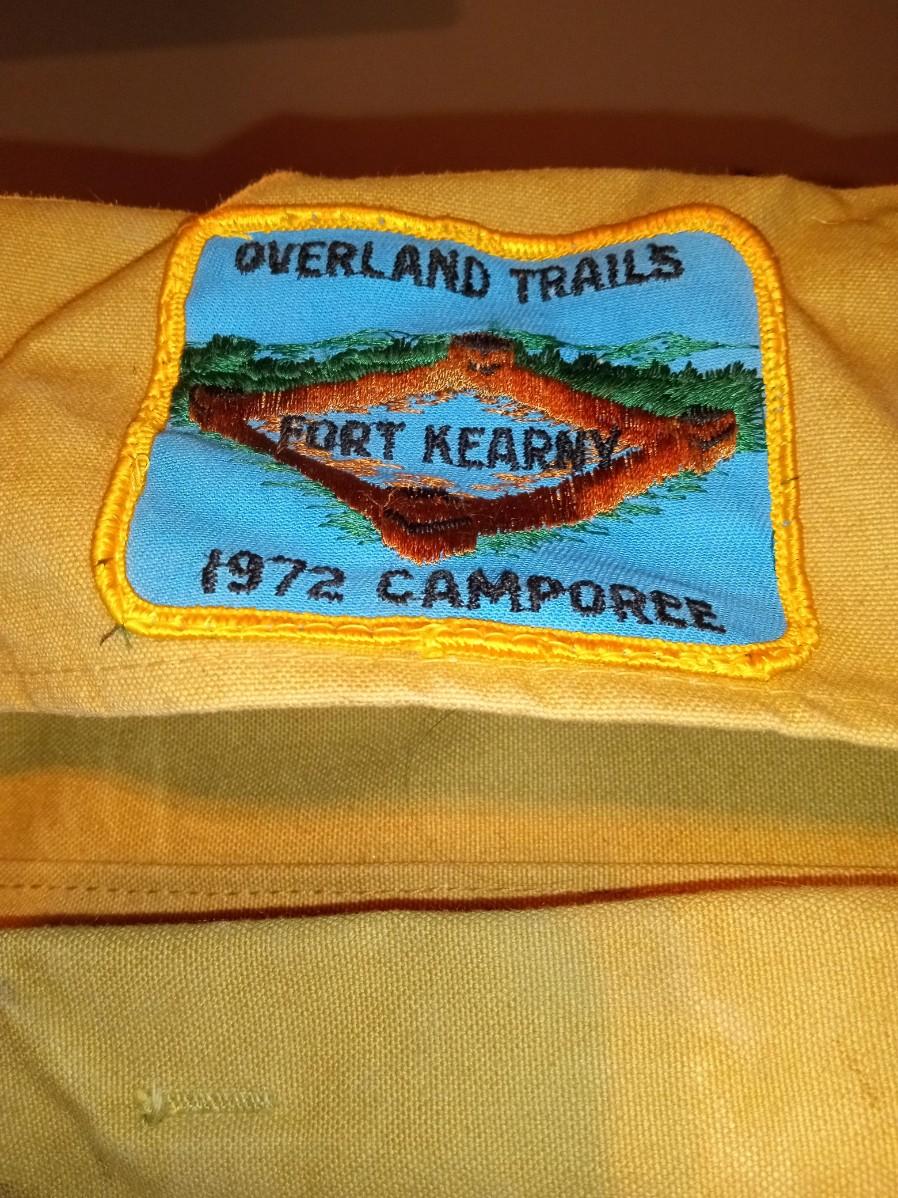 OVERLAND TRAILS
FORT KEARNY
1972 CAMPOREE